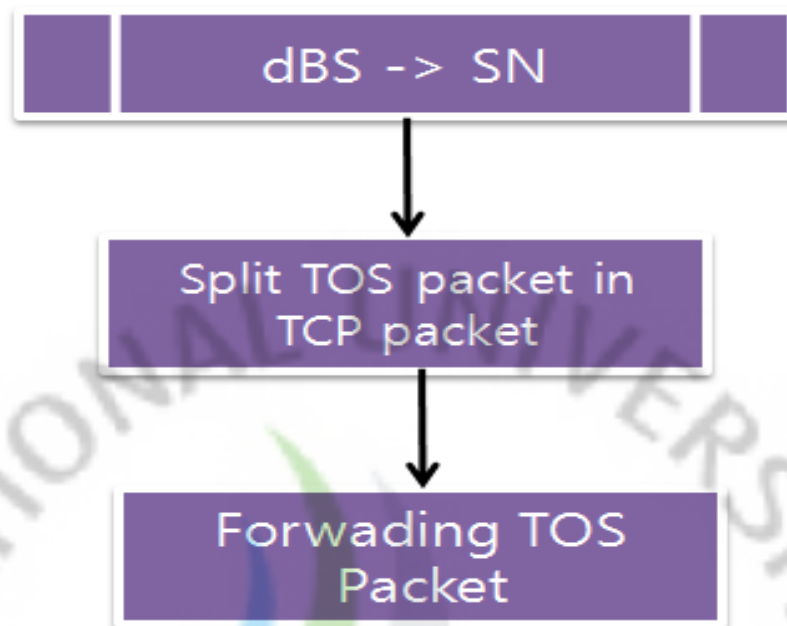 dBS -> SN
Split TOS packet in
TCP packet
Forwading TOS
Packet